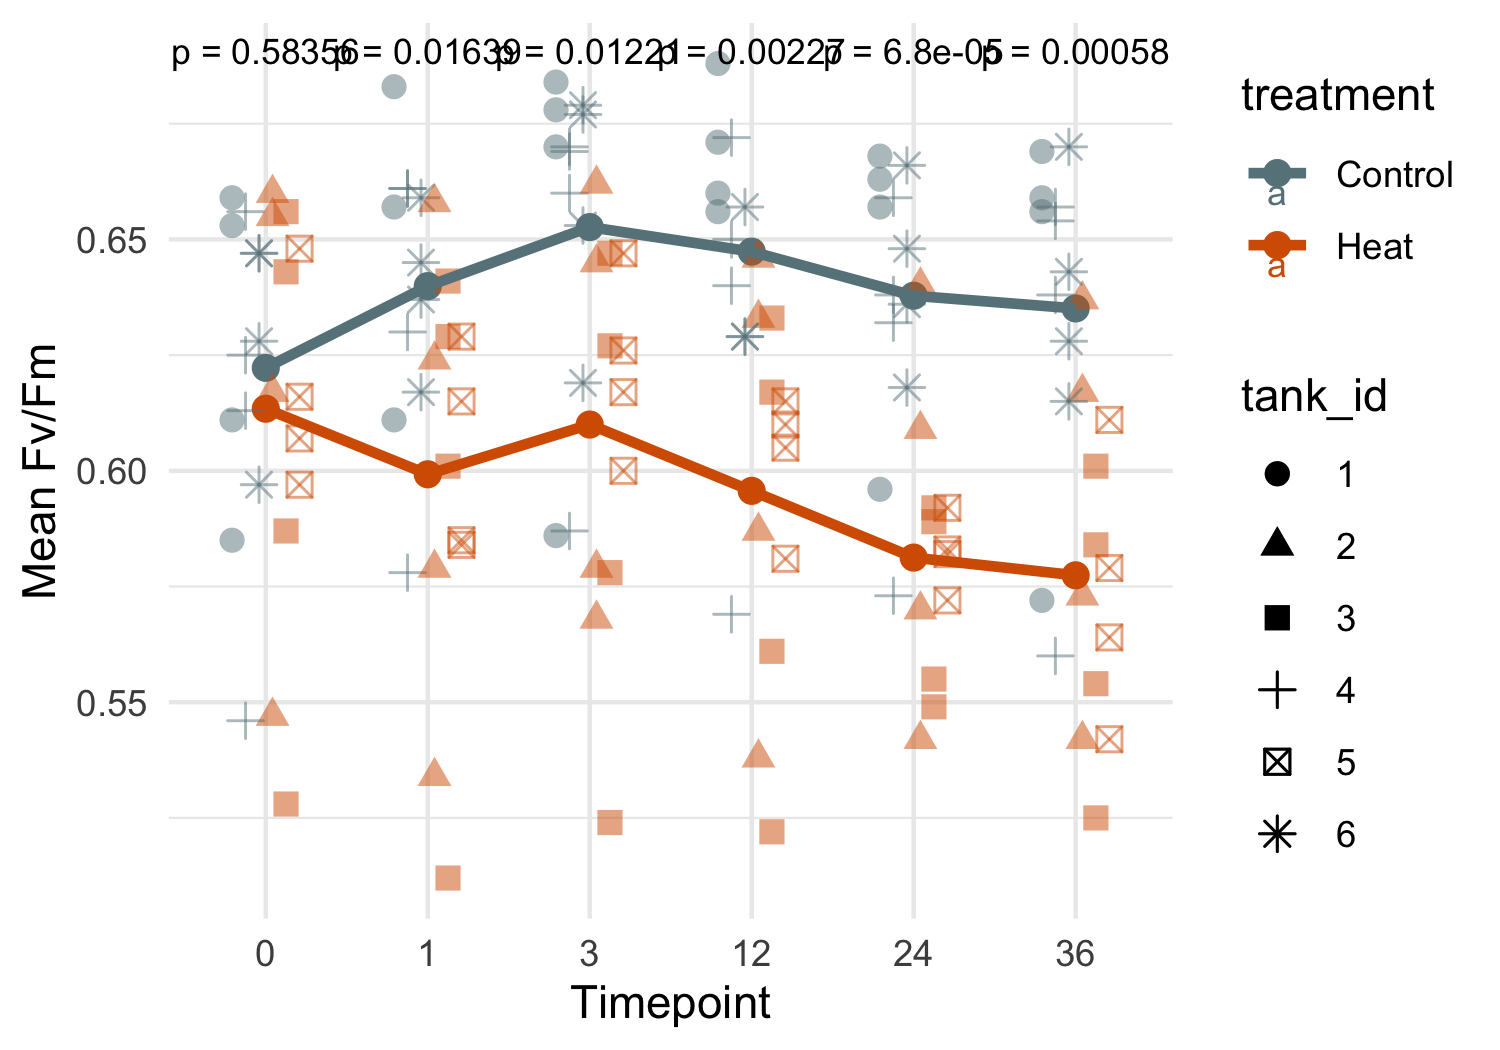 p = 0.58356 p = 0.01639 p = 0.01221 p = 0.00227 p = 6.8e-05 p = 0.00058
treatment
Control
a
Heat
a
tank_id
1
2
3
4
5
6
0.65
0.60
0.55
Mean Fv/Fm
0 1 3 12 24 36
Timepoint